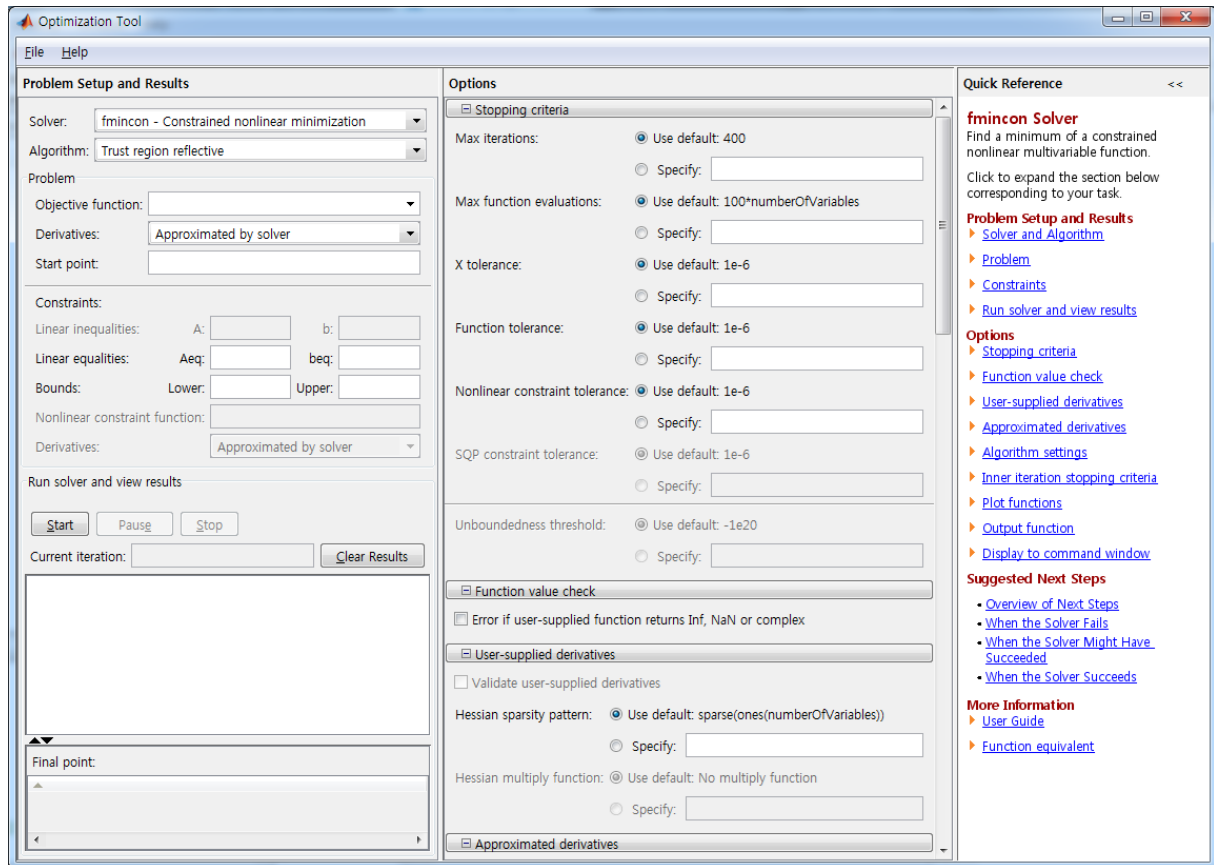 Optimization Tool
File Help
Problem Setup and Results
Solver: fmincon - Constrained nonlinear minimization
Algorithm: Trust region reflective
Problem
Objective function:
Derivatives: Approximated by solver
Start point:
Constraints:
Linear inequalities: A: b:
Linear equalities: Aeq: beq:
Bounds: Lower: Upper:
Nonlinear constraint function:
Derivatives: Approximated by solver
Run solver and view results
Start Pause Stop
Current iteration: Clear Results
Final point:
Options
Stopping criteria
Max iterations: Use default: 400
Specify:
Max function evaluations: Use default: 100*numberOfVariables
Specify:
X tolerance: Use default: 1e-6
Specify:
Function tolerance: Use default: 1e-6
Specify:
Nonlinear constraint tolerance: Use default: 1e-6
Specify:
SQP constraint tolerance: Use default: 1e-6
Specify:
Unboundedness threshold: Use default: -1e20
Specify:
Function value check
Error if user-supplied function returns Inf, NaN or complex
User-supplied derivatives
Validate user-supplied derivatives
Hessian sparsity pattern: Use default: sparse(ones(numberOfVariables))
Specify:
Hessian multiply function: Use default: No multiply function
Specify:
Approximated derivatives
Quick Reference <<
fmincon Solver
Find a minimum of a constrained
nonlinear multivariable function.
Click to expand the section below
corresponding to your task.
Problem Setup and Results
Solver and Algorithm
Problem
Constraints
Run solver and view results
Options
Stopping criteria
Function value check
User-supplied derivatives
Approximated derivatives
Algorithm settings
Inner iteration stopping criteria
Plot functions
Output function
Display to command window
Suggested Next Steps
• Overview of Next Steps
• When the Solver Fails
• When the Solver Might Have
Succeeded
• When the Solver Succeeds
More Information
User Guide
Function equivalent